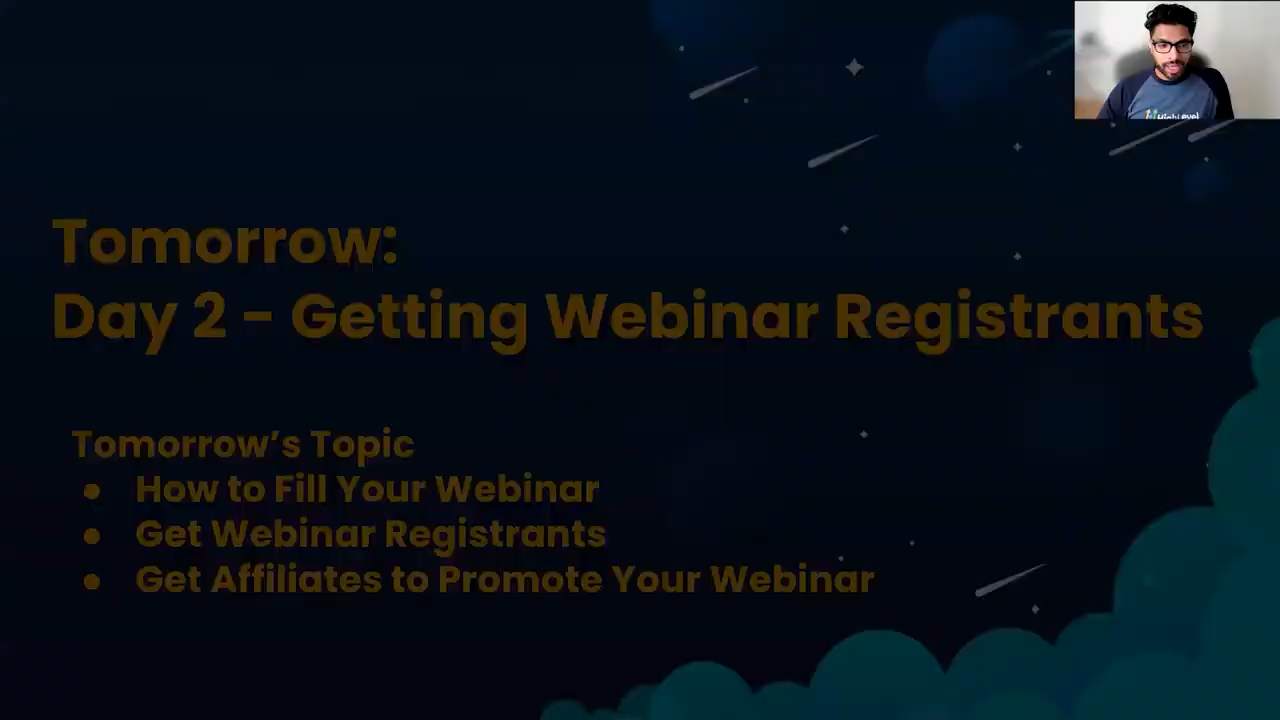 HighLevel
Tomorrow:
Day 2 - Getting Webinar Registrants
Tomorrow's Topic
● How to Fill Your Webinar
● Get Webinar Registrants
● Get Affiliates to Promote Your Webinar